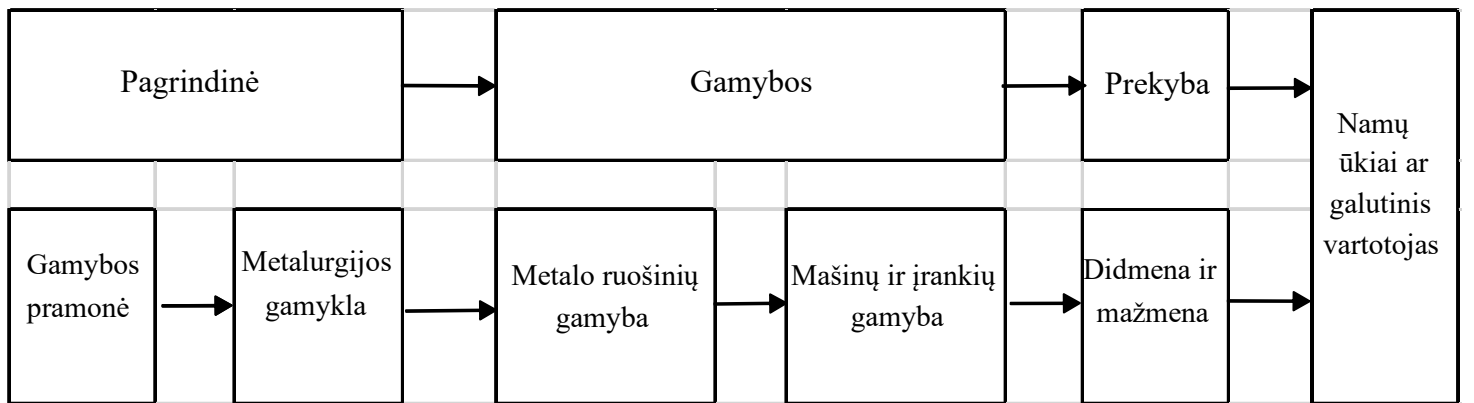 Pagrindinė
Gamybos
Prekyba
Namų
ūkiai ar
galutinis
vartotojas
Gamybos
pramonė
Metalurgijos
gamykla
Metalo ruošinių
gamyba
Mašinų ir įrankių
gamyba
Didmena ir
mažmena